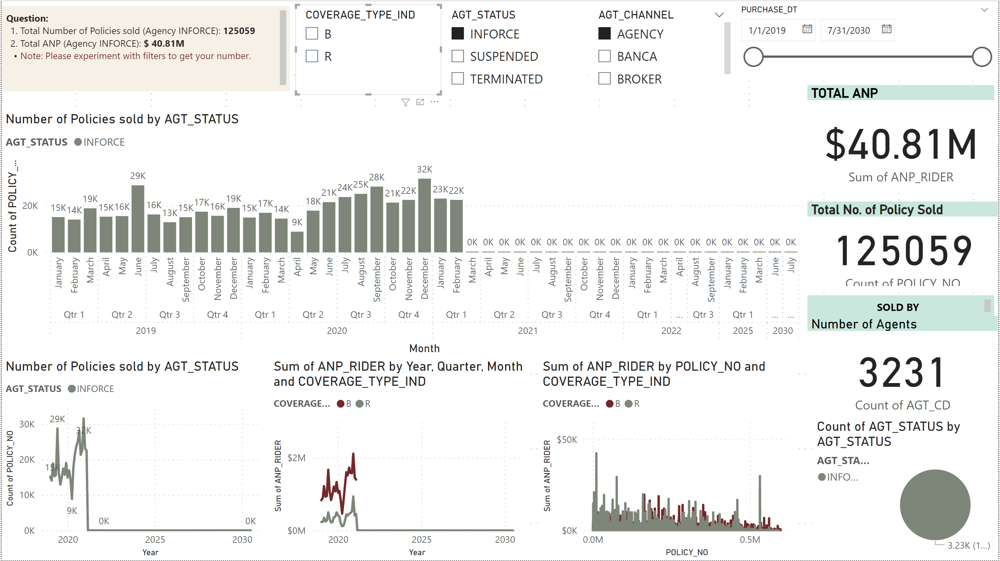 Question:
1. Total Number of Policies sold (Agency INFORCE): 125059
2. Total ANP (Agency INFORCE): $ 40.81M
• Note: Please experiment with filters to get your number.
COVERAGE_TYPE_IND
B
R
AGT_STATUS
INFORCE
SUSPENDED
TERMINATED
AGT_CHANNEL
AGENCY
BANCA
BROKER
PURCHASE_DT
1/1/2019 7/31/2030
TOTAL ANP
$40.81M
Sum of ANP_RIDER
Total No. of Policy Sold
125059
Count of POLICY_NO
SOLD BY
Number of Agents
3231
Count of AGT_CD
Number of Policies sold by AGT_STATUS
AGT_STATUS INFORCE
Count of POLICY_...
20K
0K
15K 14K 19K 15K 16K 29K 16K 13K 15K 17K 16K 19K 15K 17K 14K 9K 18K 21K 24K 25K 28K 21K 22K 32K 23K 22K 0K 0K 0K 0K 0K 0K 0K 0K 0K 0K 0K 0K 0K 0K 0K 0K 0K 0K 0K 0K 0K
January February March April May June July August September October November December January February March April May June July August September October November December January February March April May June July August September October November December January February March April August September January February March June July
Qtr 1 Qtr 2 Qtr 3 Qtr 4 Qtr 1 Qtr 2 Qtr 3 Qtr 4 Qtr 1 Qtr 2 Qtr 3 Qtr 4 Qtr 1 ... Qtr 3 Qtr 1 ... ...
2019 2020 2021 2022 2025 2030
Month
Number of Policies sold by AGT_STATUS
AGT_STATUS INFORCE
Count of POLICY_NO
30K
20K
10K
0K
29K
32K
15K
9K
0K 0K
2020 2025 2030
Year
Sum of ANP_RIDER by Year, Quarter, Month
and COVERAGE_TYPE_IND
COVERAGE... B R
Sum of ANP_RIDER
$2M
$0M
2020 2025 2030
Year
Sum of ANP_RIDER by POLICY_NO and
COVERAGE_TYPE_IND
COVERAGE... B R
Sum of ANP_RIDER
$50K
$0K
0.0M 0.5M
POLICY_NO
Count of AGT_STATUS by
AGT_STATUS
AGT_STA...
INFO...
3.23K (1...)